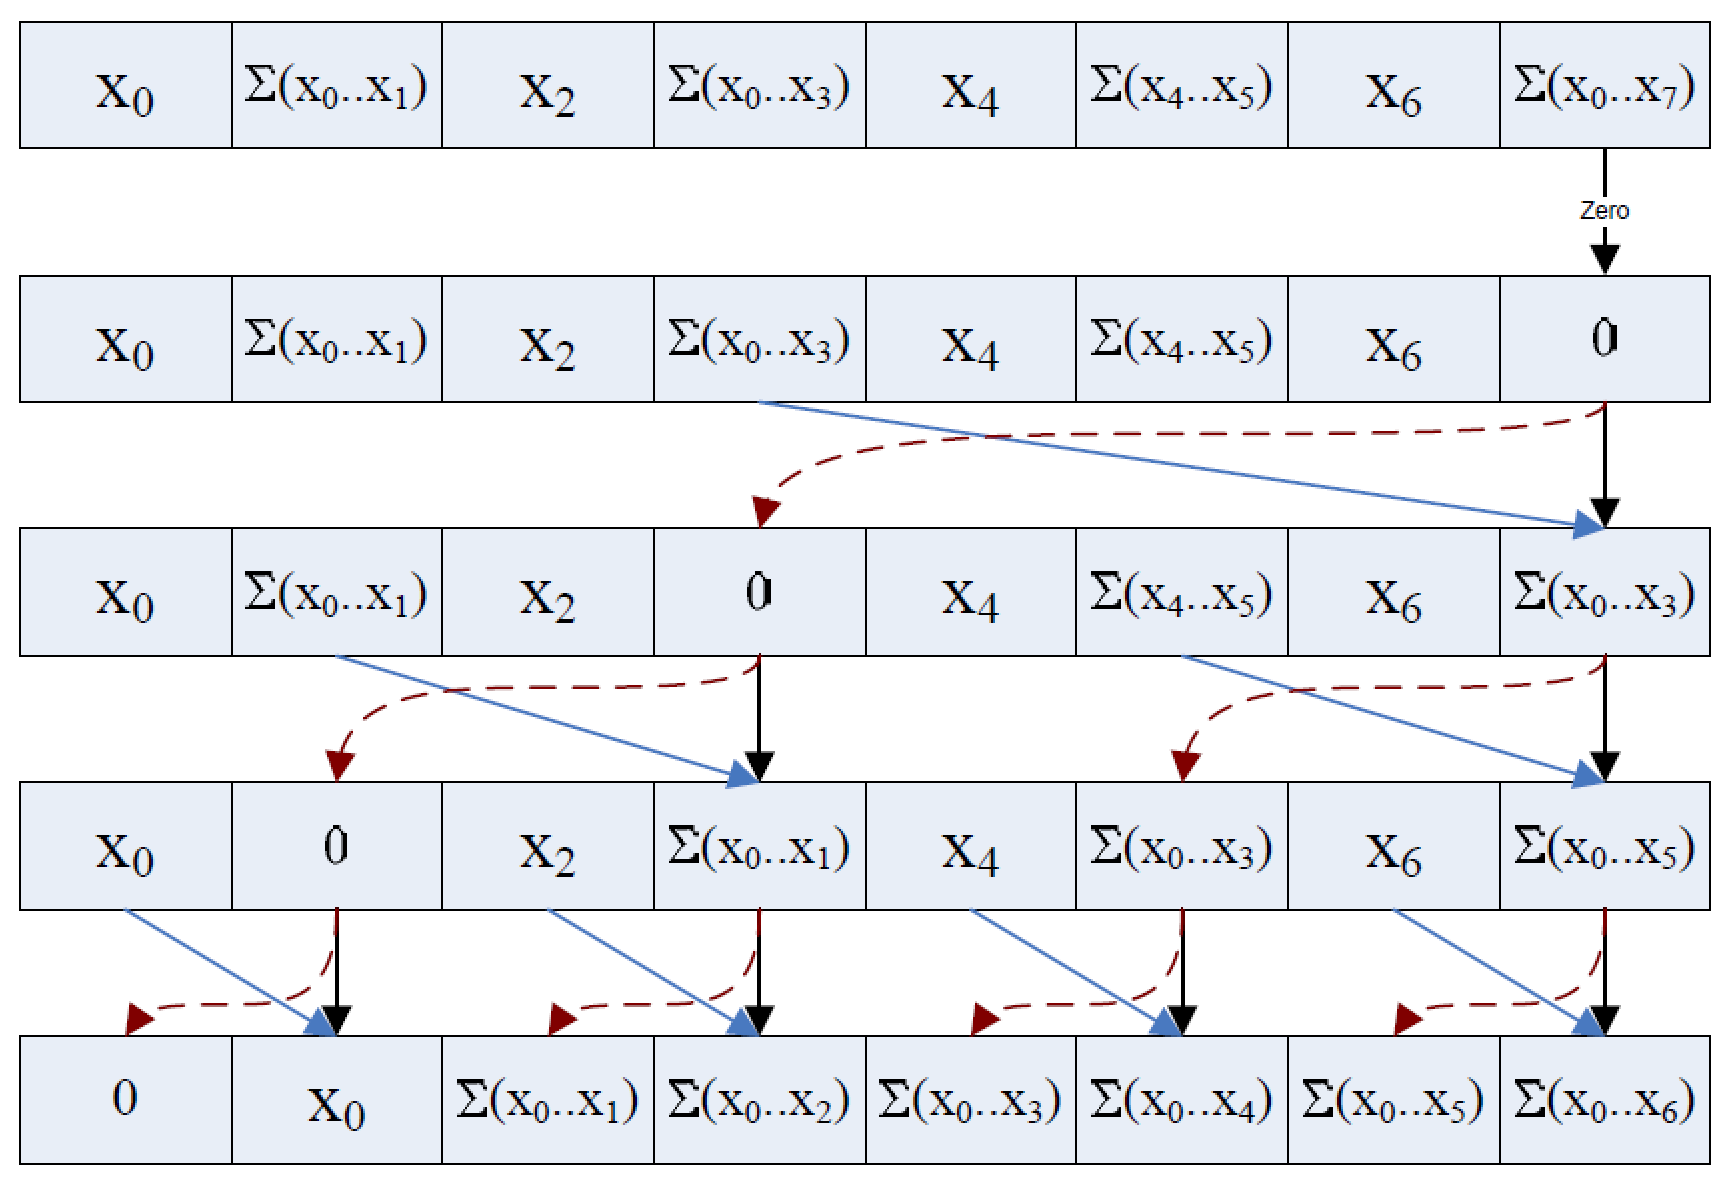 x₀ Σ(x₀..x₁) x₂ Σ(x₀..x₃) x₄ Σ(x₄..x₅) x₆ Σ(x₀..x₇)
Zero
x₀ Σ(x₀..x₁) x₂ Σ(x₀..x₃) x₄ Σ(x₄..x₅) x₆ 0
x₀ Σ(x₀..x₁) x₂ 0 x₄ Σ(x₄..x₅) x₆ Σ(x₀..x₃)
x₀ 0 x₂ Σ(x₀..x₁) x₄ Σ(x₀..x₃) x₆ Σ(x₀..x₅)
0 x₀ Σ(x₀..x₁) Σ(x₀..x₂) Σ(x₀..x₃) Σ(x₀..x₄) Σ(x₀..x₅) Σ(x₀..x₆)